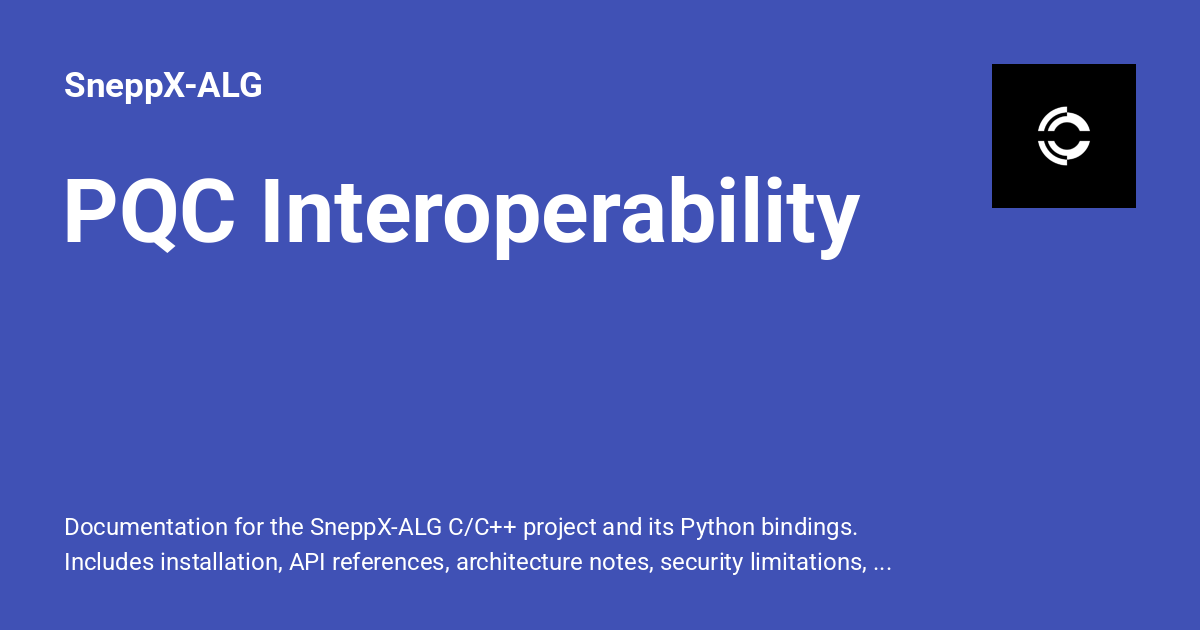 SneppX-ALG
PQC Interoperability
Documentation for the SneppX-ALG C/C++ project and its Python bindings.
Includes installation, API references, architecture notes, security limitations, ...